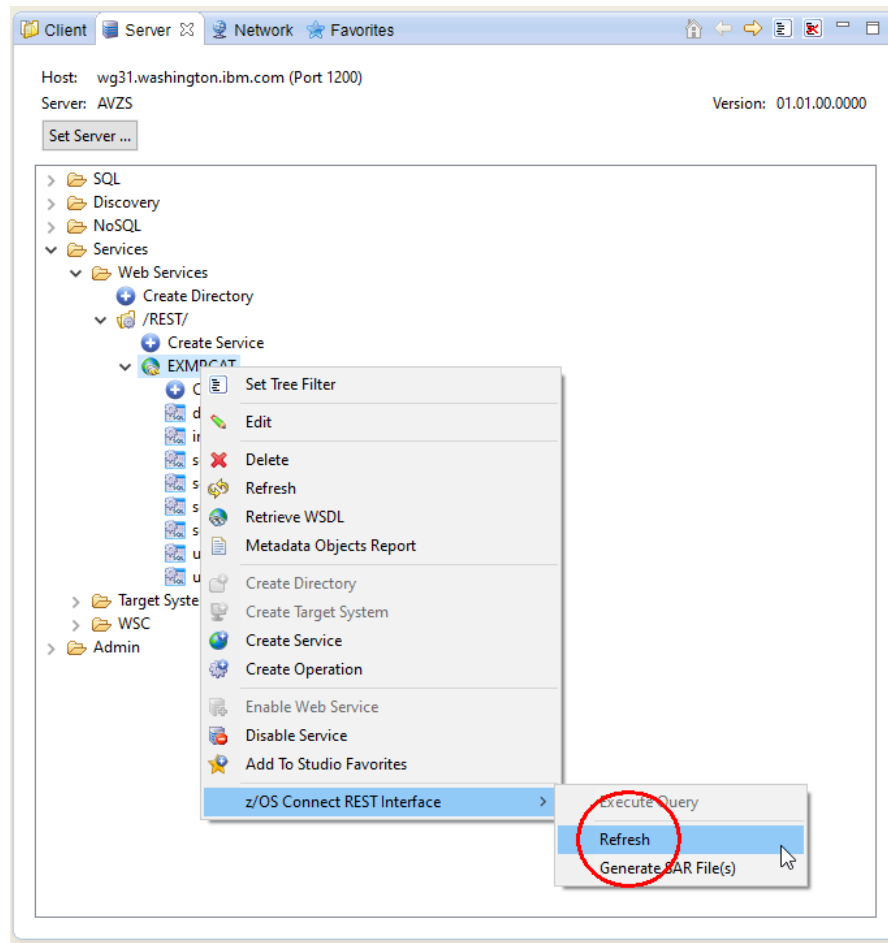 Client Server Network Favorites
Host: wg31.washington.ibm.com (Port 1200)
Server: AVZS Version: 01.01.00.0000
Set Server ...
SQL
Discovery
NoSQL
Services
Web Services
Create Directory
/REST/
Create Service
EXMPCAT
Set Tree Filter
Edit
Delete
Refresh
Retrieve WSDL
Metadata Objects Report
Create Directory
Create Target System
Create Service
Create Operation
Enable Web Service
Disable Service
Add To Studio Favorites
z/OS Connect REST Interface
Execute Query
Refresh
Generate SAR File(s)
C
d
in
s
s
s
s
u
u
Target Syste
WSC
Admin